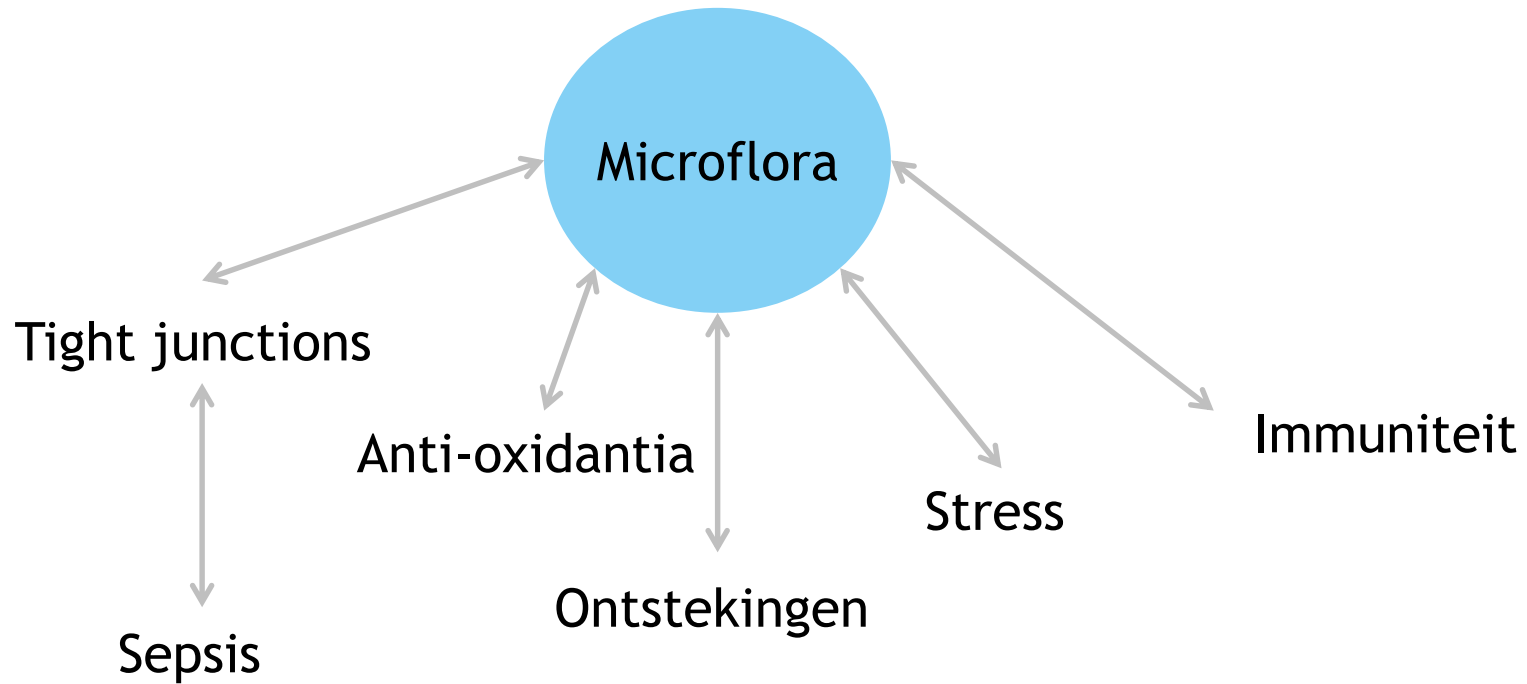 Microflora
Tight junctions
Anti-oxidantia
Immuniteit
Stress
Ontstekingen
Sepsis